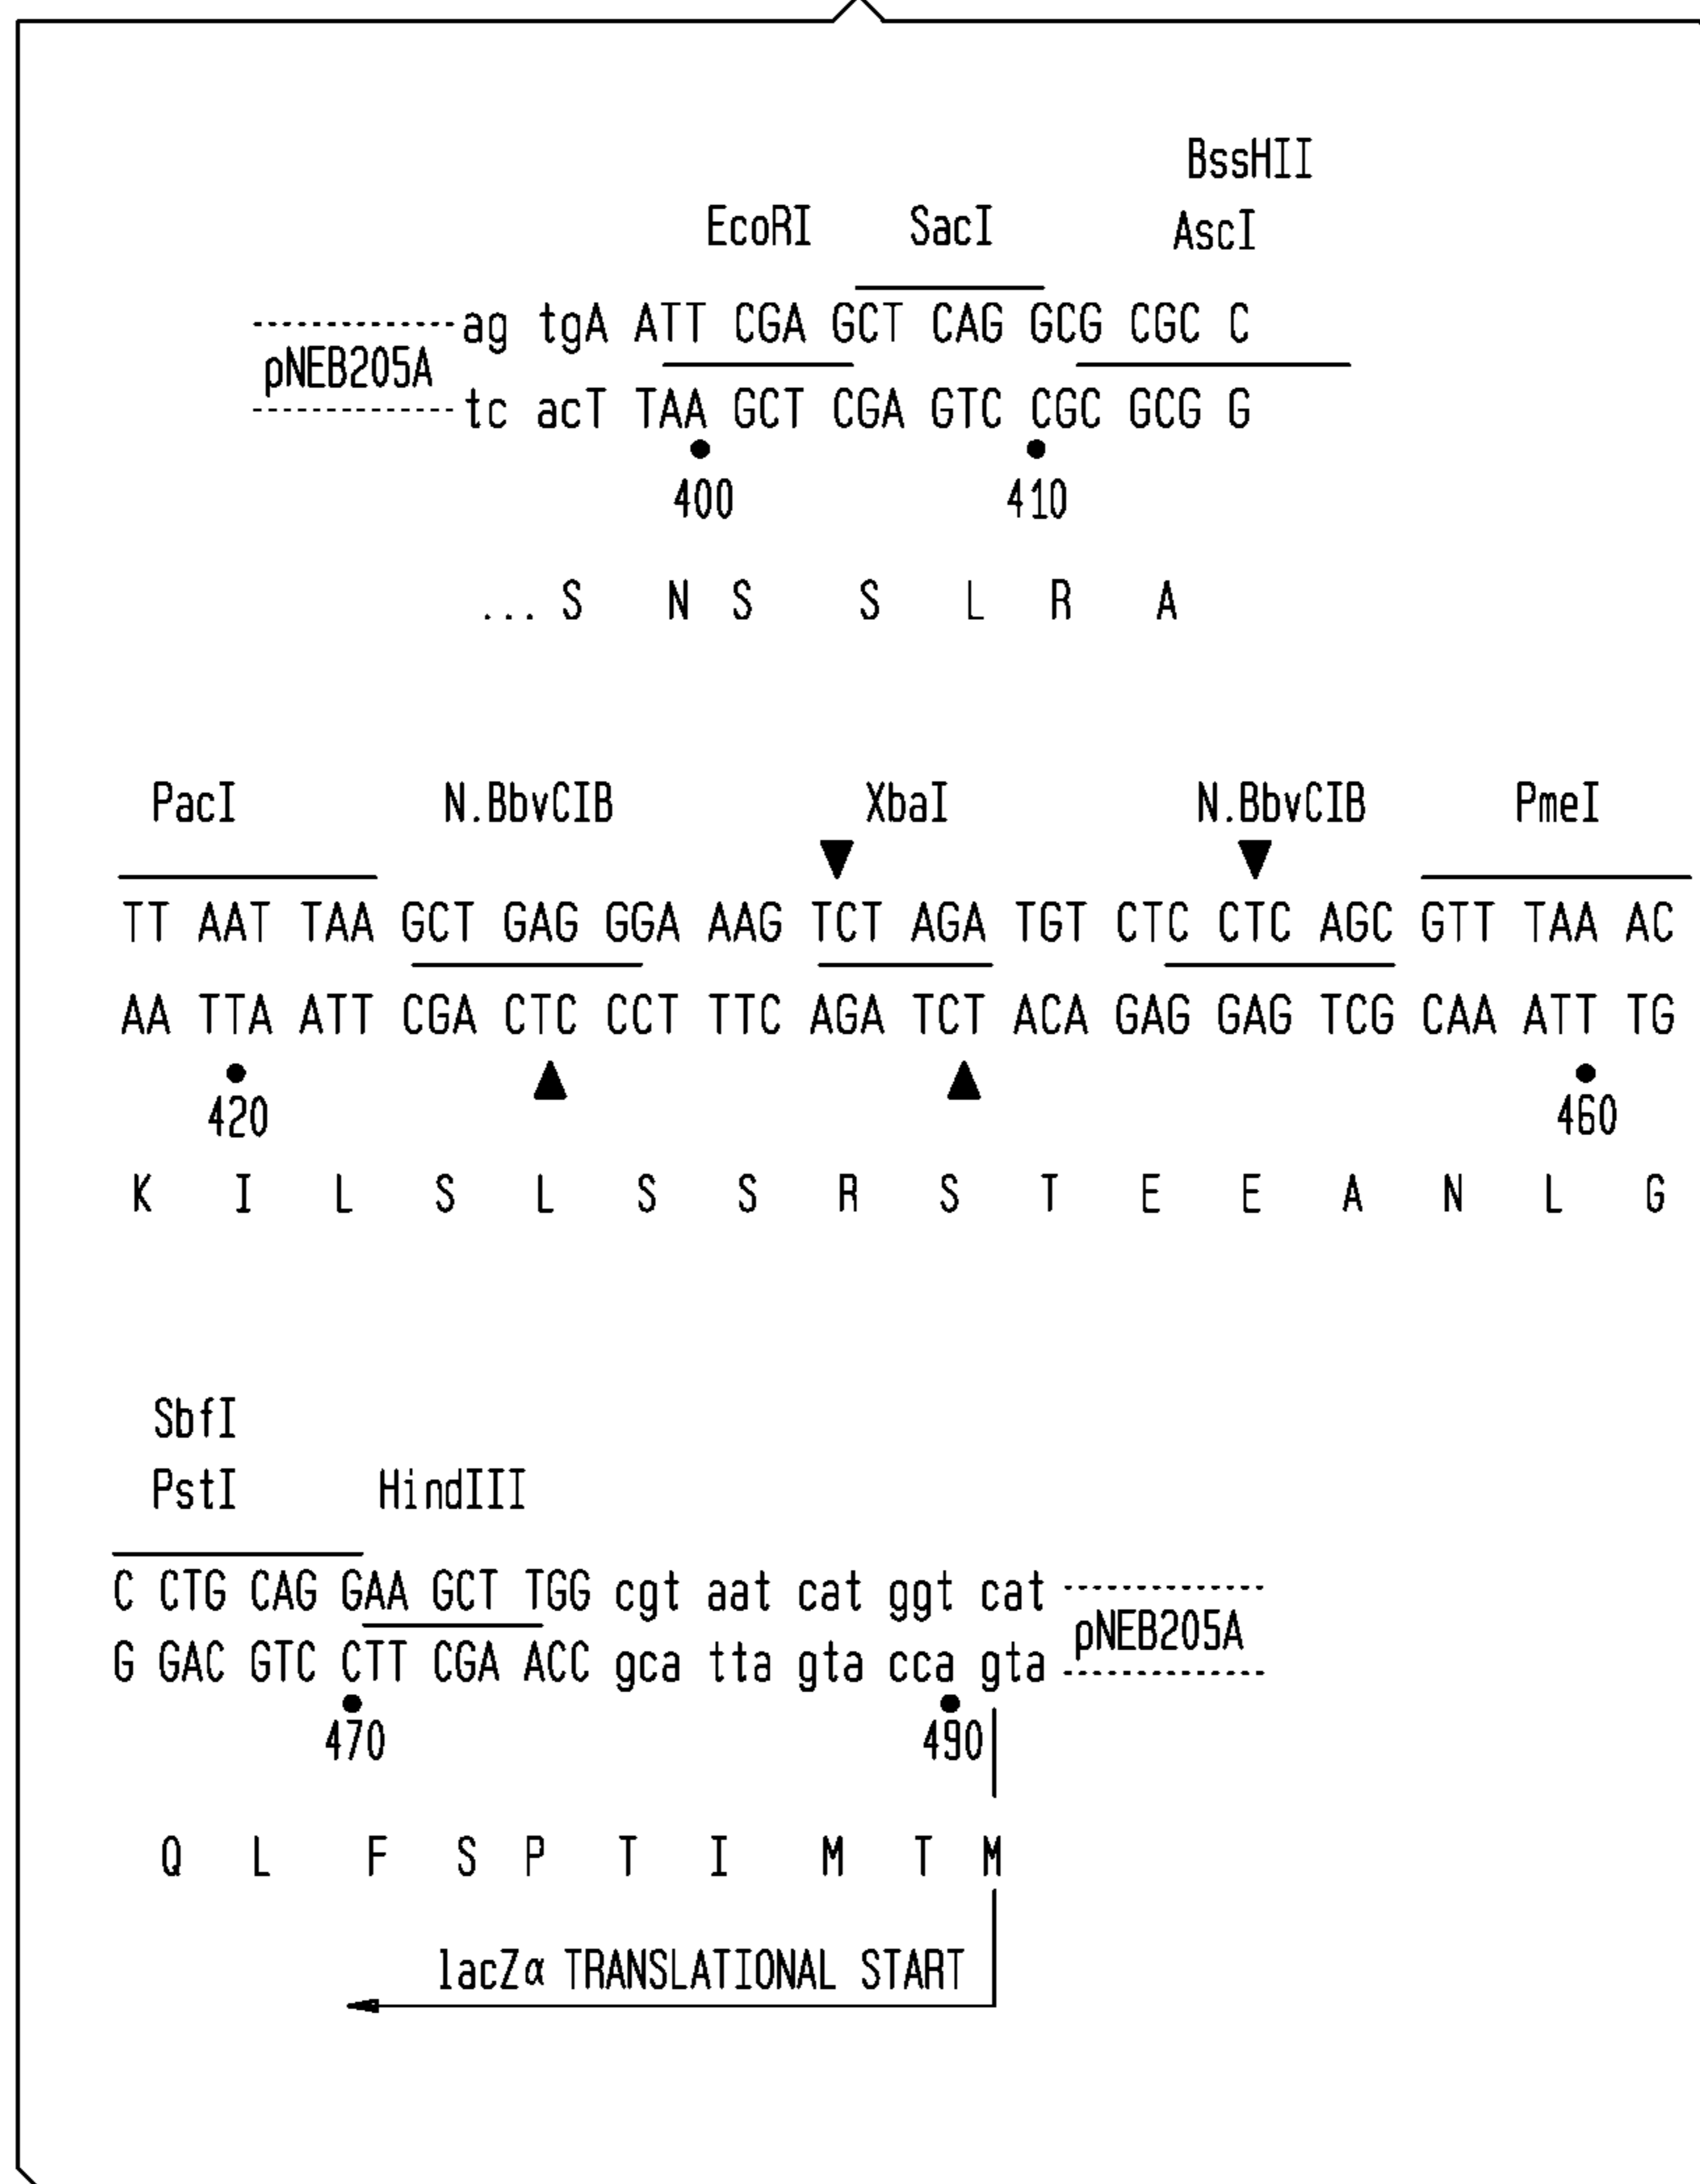 BssHII
EcoRI SacI AscI
ag tgA ATT CGA GCT CAG GCG CGC C
pNEB205A
tc acT TAA GCT CGA GTC CGC GCG G
400 410
... S N S S L R A
PacI N.BbvCIB XbaI N.BbvCIB PmeI
TT AAT TAA GCT GAG GGA AAG TCT AGA TGT CTC CTC AGC GTT TAA AC
AA TTA ATT CGA CTC CCT TTC AGA TCT ACA GAG GAG TCG CAA ATT TG
420 460
K I L S L S S R S T E E A N L G
SbfI
PstI HindIII
C CTG CAG GAA GCT TGG cgt aat cat ggt cat
pNEB205A
G GAC GTC CTT CGA ACC gca tta gta cca gta
470 490
Q L F S P T I M T M
lacZα TRANSLATIONAL START